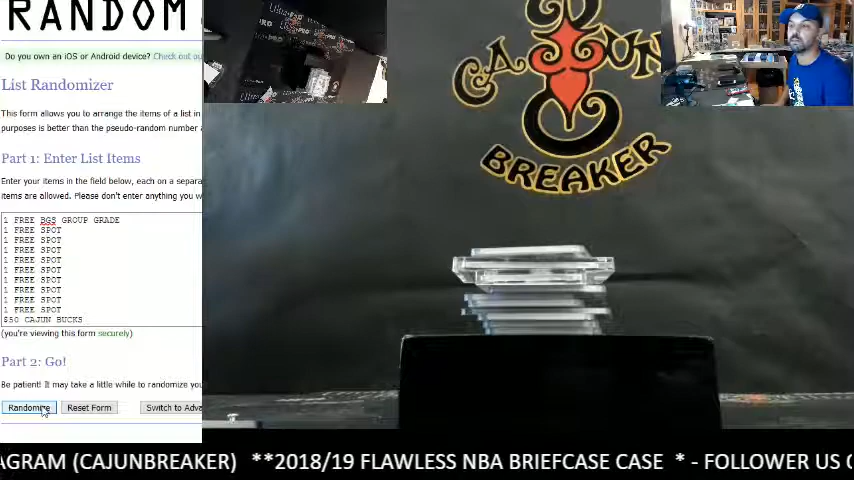 RANDOM
Do you own an iOS or Android device? Check out ou
List Randomizer
This form allows you to arrange the items of a list in
purposes is better than the pseudo-random number
Part 1: Enter List Items
Enter your items in the field below, each on a separa
items are allowed. Please don't enter anything you w
1 FREE BGS GROUP GRADE
1 FREE SPOT
1 FREE SPOT
1 FREE SPOT
1 FREE SPOT
1 FREE SPOT
1 FREE SPOT
1 FREE SPOT
1 FREE SPOT
1 FREE SPOT
$50 CAJUN BUCKS
(you're viewing this form securely)
Part 2: Go!
Be patient! It may take a little while to randomize you
Randomize Reset Form Switch to Adva
CAJUN
BREAKER
AGRAM (CAJUNBREAKER) **2018/19 FLAWLESS NBA BRIEFCASE CASE * - FOLLOWER US O